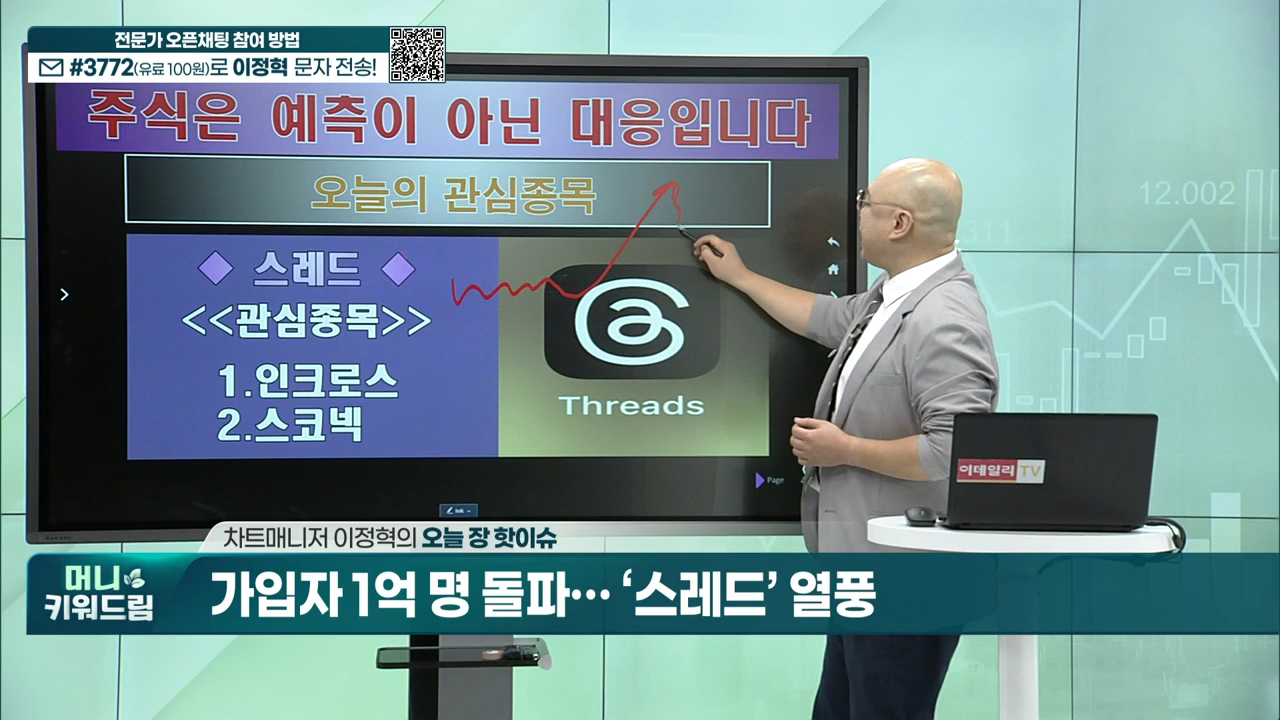 전문가 오픈채팅 참여 방법
#3772(유료 100원)로 이정혁 문자 전송!
주식은 예측이 아닌 대응입니다
오늘의 관심종목
◆ 스레드 ◆
<<관심종목>>
1.인크로스
2.스코넥
Threads
Page
Ink
12.002
311
이데일리TV
차트매니저 이정혁의 오늘 장 핫이슈
머니
키워드림
가입자 1억 명 돌파… ‘스레드’ 열풍